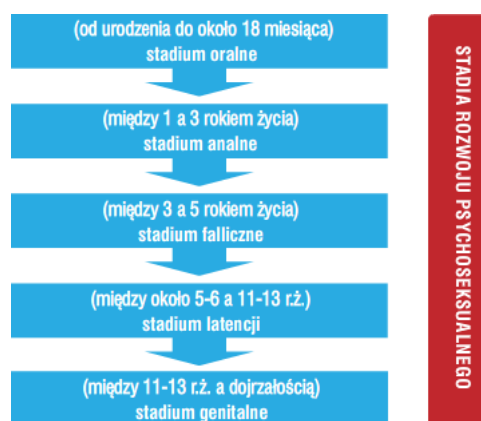 (od urodzenia do około 18 miesiąca)
stadium oralne
(między 1 a 3 rokiem życia)
stadium analne
(między 3 a 5 rokiem życia)
stadium falliczne
(między około 5-6 a 11-13 r.ż.)
stadium latencji
(między 11-13 r.ż. a dojrzałością)
stadium genitalne
STADIA ROZWOJU PSYCHOSEKSUALNEGO